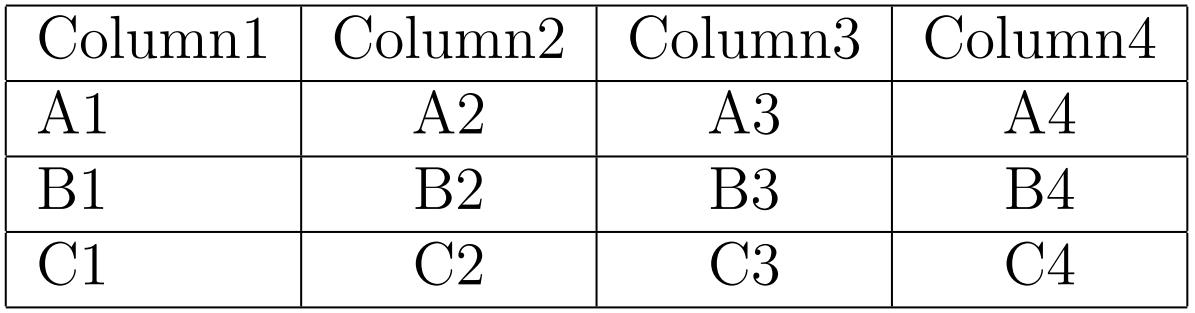 Column1 Column2 Column3 Column4
A1 A2 A3 A4
B1 B2 B3 B4
C1 C2 C3 C4